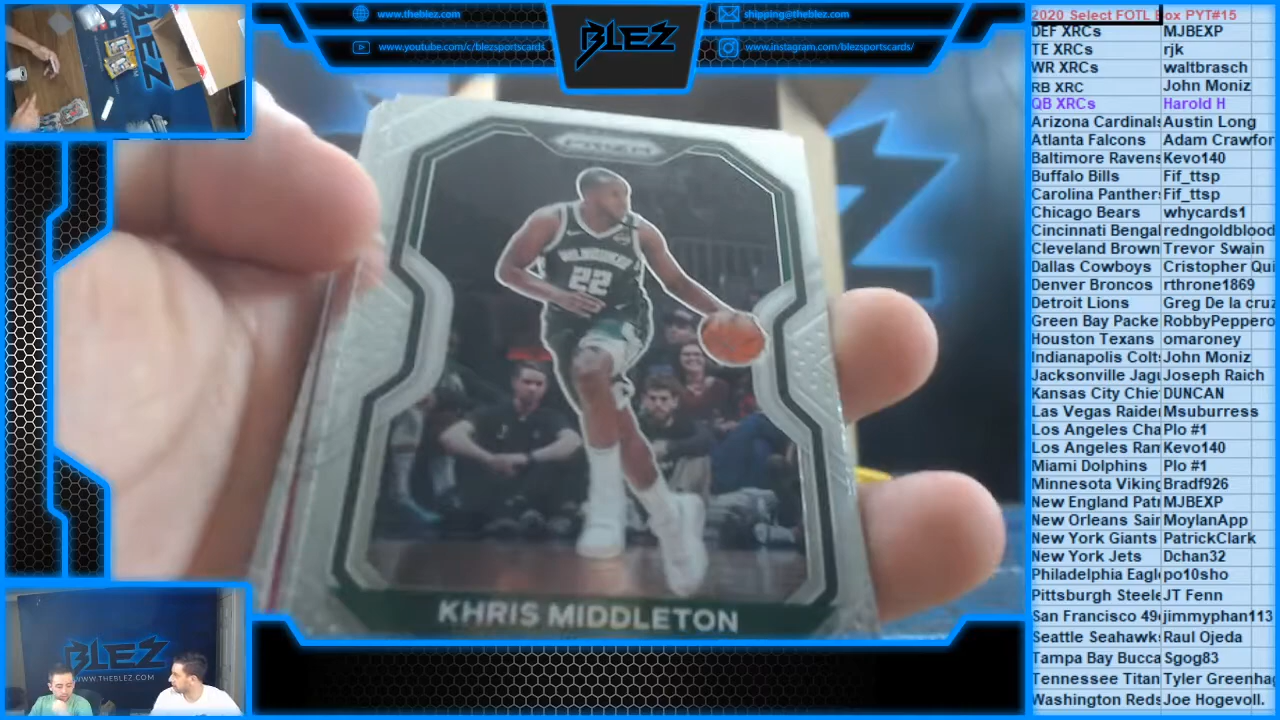 www.theblez.com
www.youtube.com/c/blezsportscards
BLEZ
shipping@theblez.com
www.instagram.com/blezsportscards/
PRIZM
22
KHRIS MIDDLETON
BLEZ
WWW.THEBLEZ.COM
2020 Select FOTL Box PYT#15
DEF XRCs MJBEXP
TE XRCs rjk
WR XRCs waltbrasch
RB XRC John Moniz
QB XRCs Harold H
Arizona Cardinals Austin Long
Atlanta Falcons Adam Crawfor
Baltimore Ravens Kevo140
Buffalo Bills Fif_ttsp
Carolina Panther Fif_ttsp
Chicago Bears whycards1
Cincinnati Bengal redngoldblood
Cleveland Brown Trevor Swain
Dallas Cowboys Cristopher Qui
Denver Broncos rthrone1869
Detroit Lions Greg De la cruz
Green Bay Packe RobbyPeppero
Houston Texans omaroney
Indianapolis Colt John Moniz
Jacksonville Jagu Joseph Raich
Kansas City Chie DUNCAN
Las Vegas Raide Msuburress
Los Angeles Cha Plo #1
Los Angeles Ram Kevo140
Miami Dolphins Plo #1
Minnesota Viking Bradf926
New England Pat MJBEXP
New Orleans Sain MoylanApp
New York Giants PatrickClark
New York Jets Dchan32
Philadelphia Eagl po10sho
Pittsburgh Steele JT Fenn
San Francisco 49 jimmyphan113
Seattle Seahawk Raul Ojeda
Tampa Bay Bucca Sgog83
Tennessee Titan Tyler Greenhag
Washington Reds Joe Hogevoll.